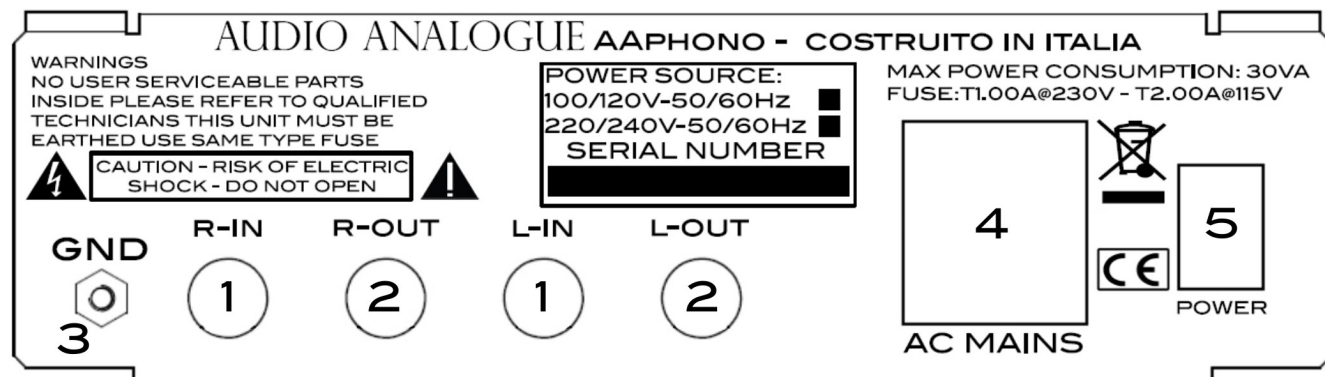 AUDIO ANALOGUE AAPHONO - COSTRUITO IN ITALIA
WARNINGS
NO USER SERVICEABLE PARTS
INSIDE PLEASE REFER TO QUALIFIED
TECHNICIANS THIS UNIT MUST BE
EARTHED USE SAME TYPE FUSE
CAUTION - RISK OF ELECTRIC
SHOCK - DO NOT OPEN
POWER SOURCE:
100/120V-50/60Hz
220/240V-50/60Hz
SERIAL NUMBER
MAX POWER CONSUMPTION: 30VA
FUSE:T1.00A@230V - T2.00A@115V
GND
R-IN
R-OUT
L-IN
L-OUT
3
1
2
1
2
4
AC MAINS
CE
5
POWER